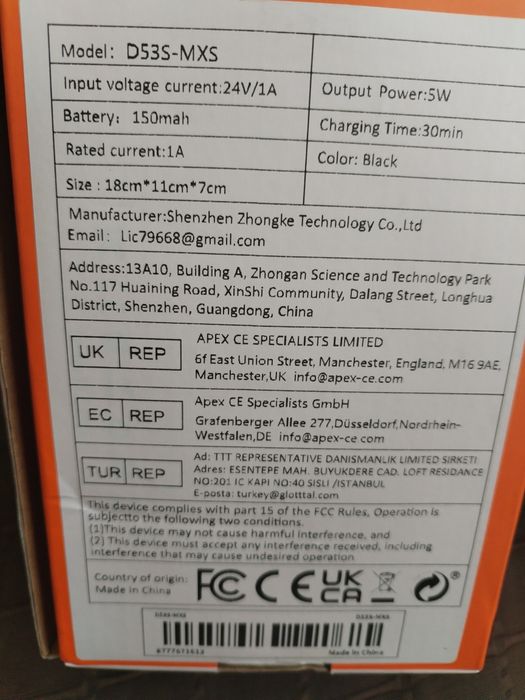 Model: D53S-MXS
Input voltage current:24V/1A
Output Power:5W
Battery: 150mah
Charging Time:30min
Rated current:1A
Color: Black
Size : 18cm*11cm*7cm
Manufacturer:Shenzhen Zhongke Technology Co.,Ltd
Email: Lic79668@gmail.com
Address:13A10, Building A, Zhongan Science and Technology Park
No.117 Huaining Road, XinShi Community, Dalang Street, Longhua
District, Shenzhen, Guangdong, China
UK REP
APEX CE SPECIALISTS LIMITED
6f East Union Street, Manchester, England, M16 9AE,
Manchester,UK info@apex-ce.com
EC REP
Apex CE Specialists GmbH
Grafenberger Allee 277,Düsseldorf,Nordrhein-
Westfalen,DE info@apex-ce.com
TUR REP
Ad: TTT REPRESENTATIVE DANISMANLIK LIMITED SIRKETI
Adres: ESENTEPE MAH. BUYUKDERE CAD. LOFT RESIDANCE
NO:201 IC KAPI NO:40 SISLI /ISTANBUL
E-posta: turkey@glotttal.com
This device complies with part 15 of the FCC Rules, Operation is
subjectto the following two conditions.
(1)This device may not cause harmful Interference, and
(2) This device must accept any interference received, including
interference that may cause undesired operation
Country of origin:
Made in China
FC CE UK
CA
®
D53S-MXS D53S-MXS
Made in China